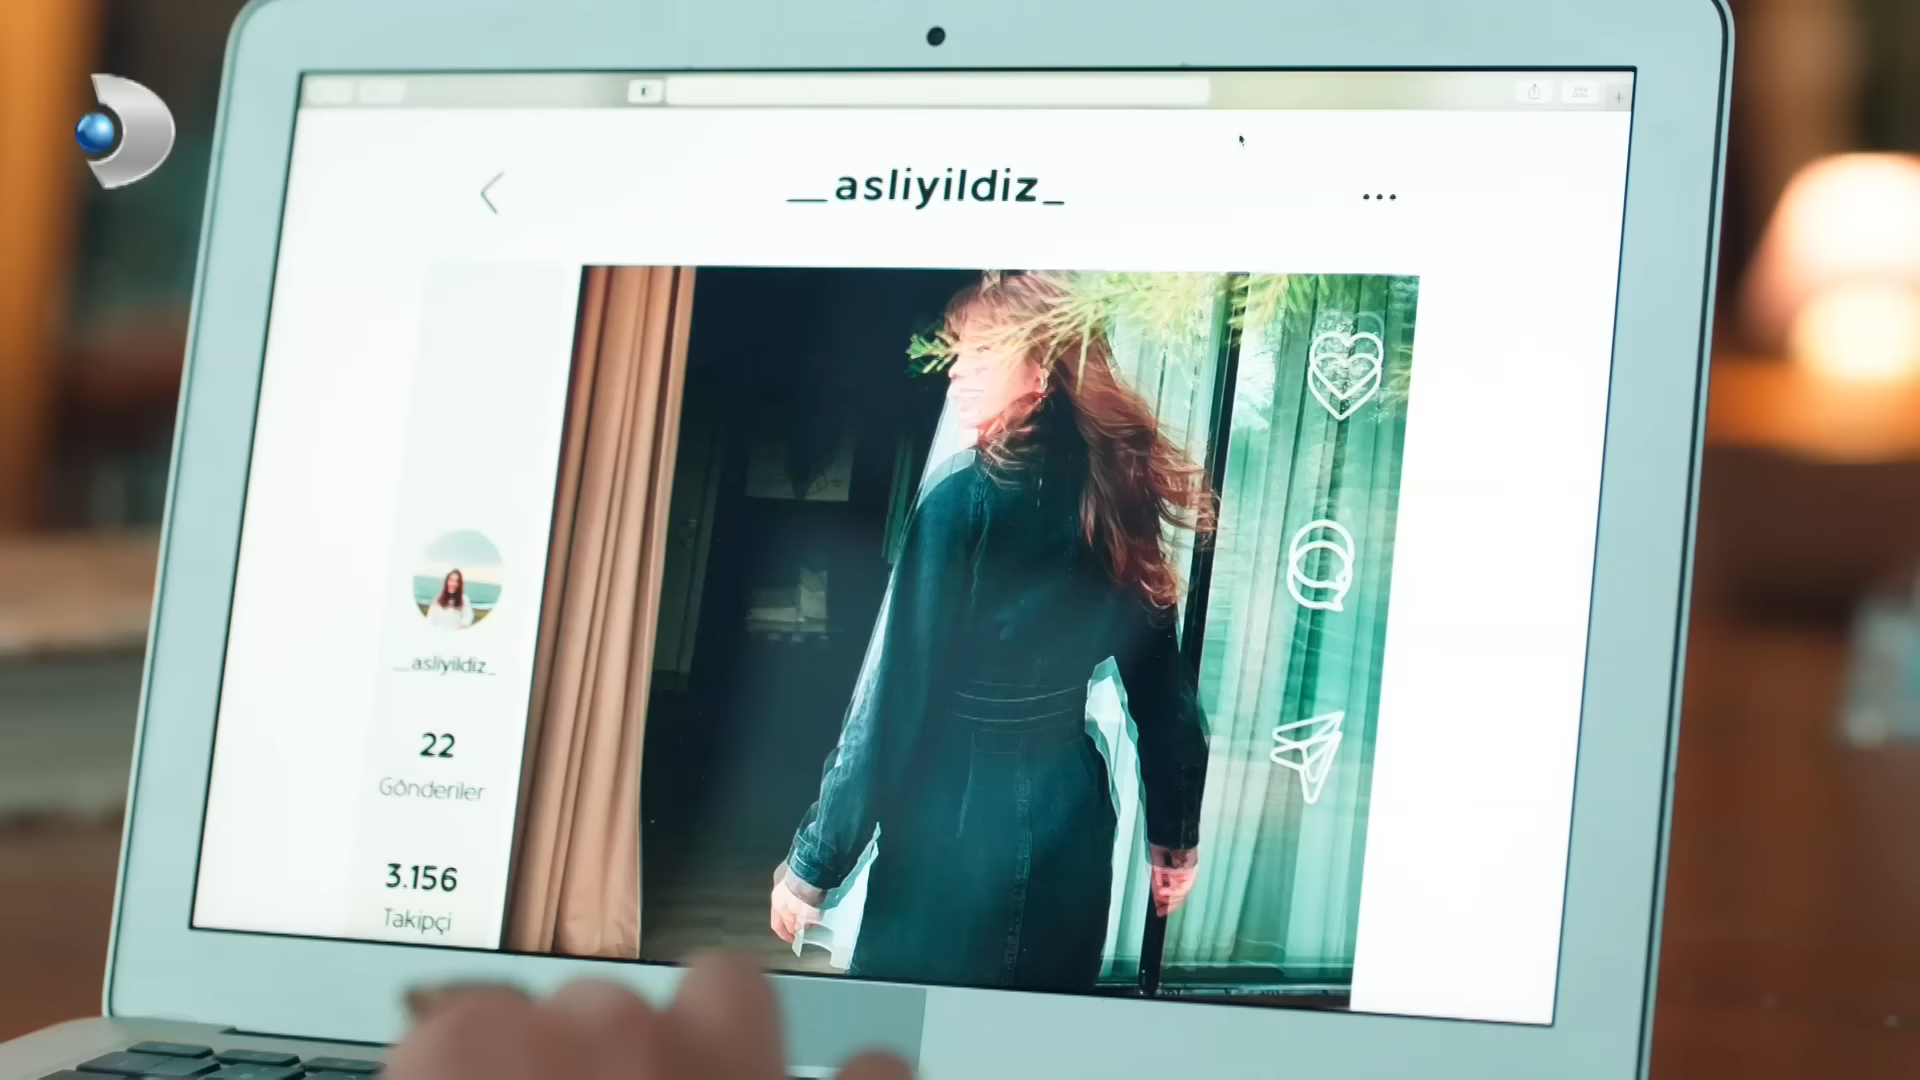 __asliyildiz_
__asliyildiz_
22
Gönderiler
3.156
Takipçi